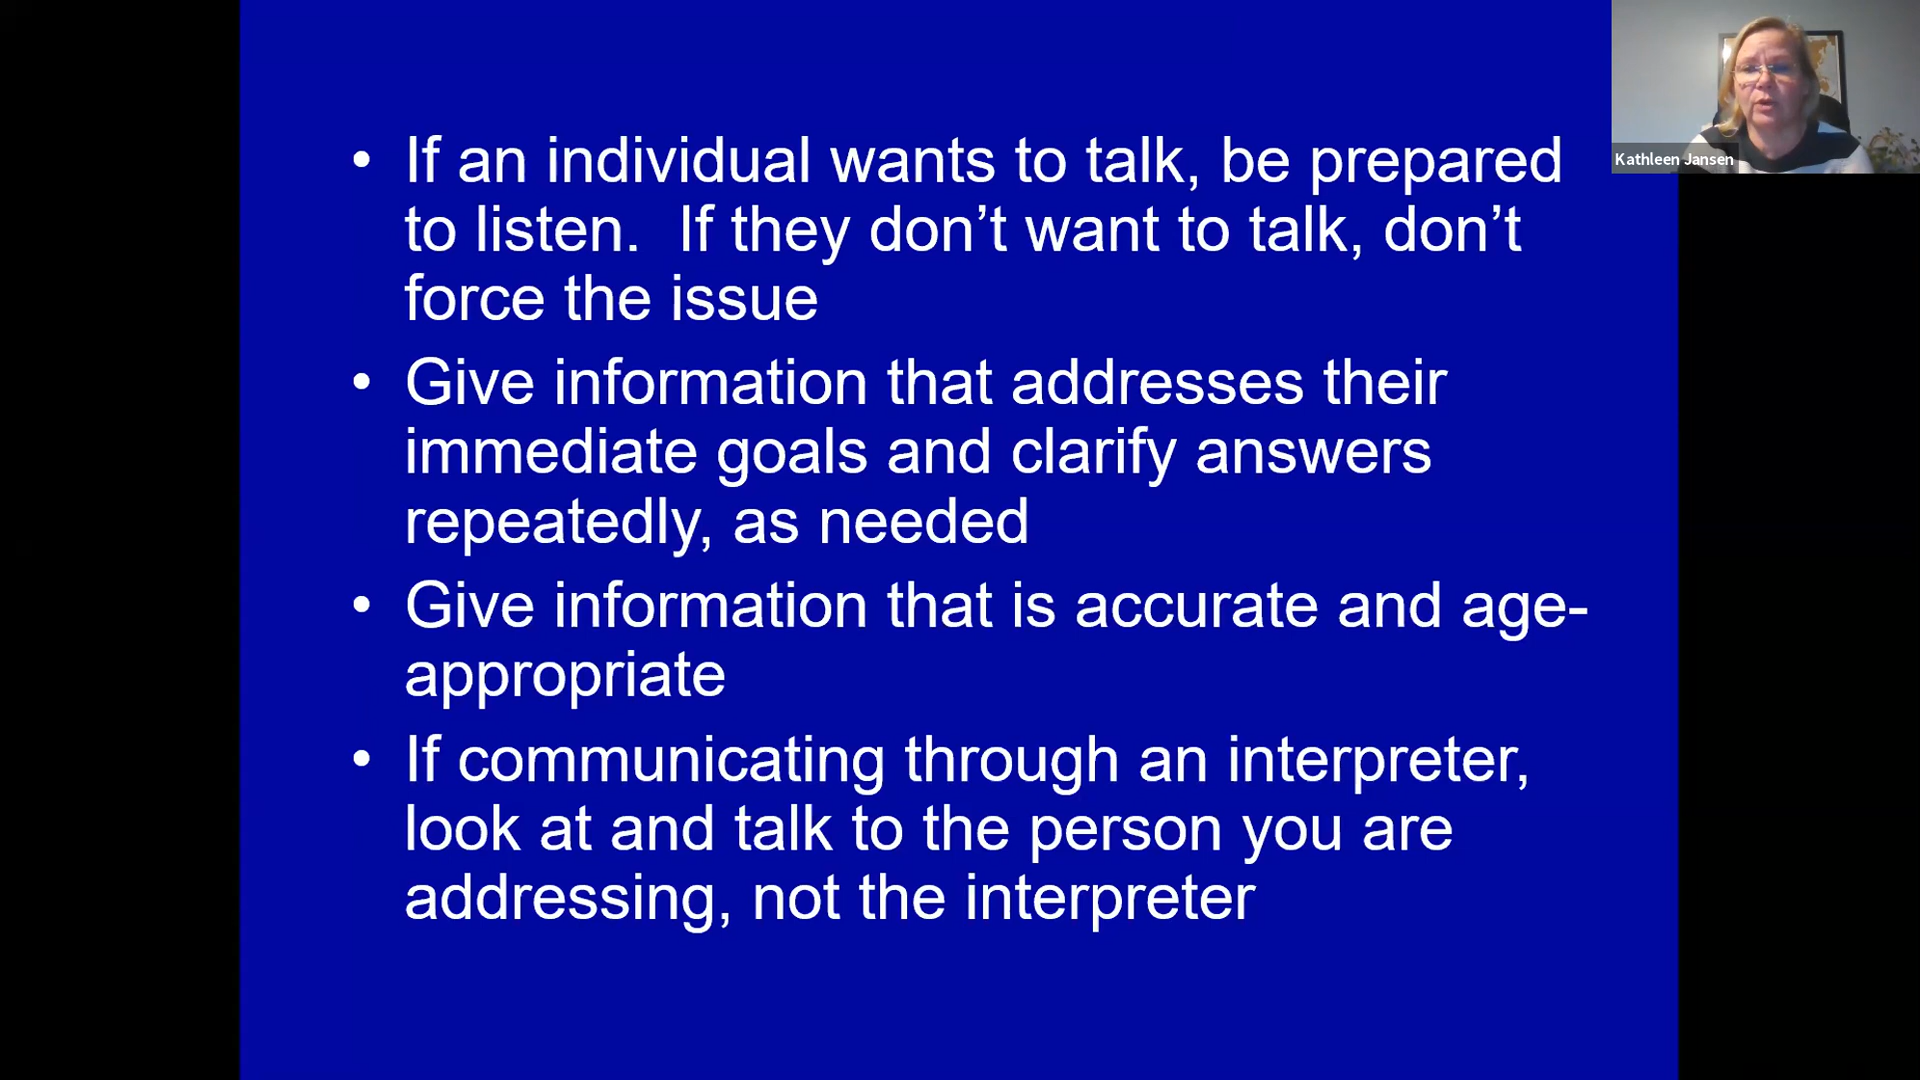 • If an individual wants to talk, be prepared
to listen.  If they don’t want to talk, don’t
force the issue
• Give information that addresses their
immediate goals and clarify answers
repeatedly, as needed
• Give information that is accurate and age-
appropriate
• If communicating through an interpreter,
look at and talk to the person you are
addressing, not the interpreter
Kathleen Jansen